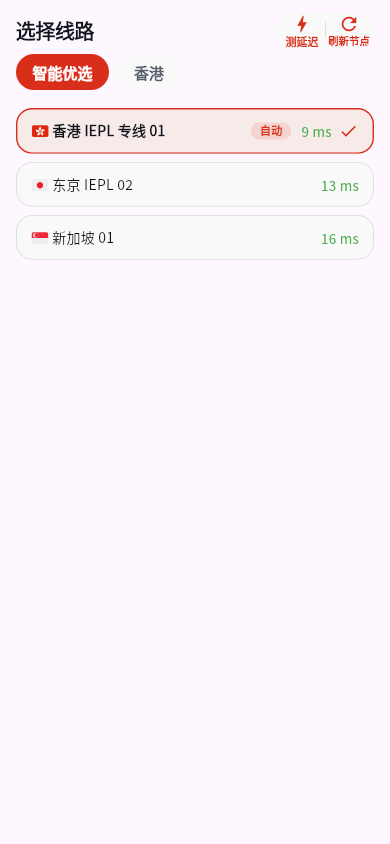 选择线路
测延迟
刷新节点
智能优选
香港
香港 IEPL 专线 01
自动
9 ms
东京 IEPL 02
13 ms
新加坡 01
16 ms